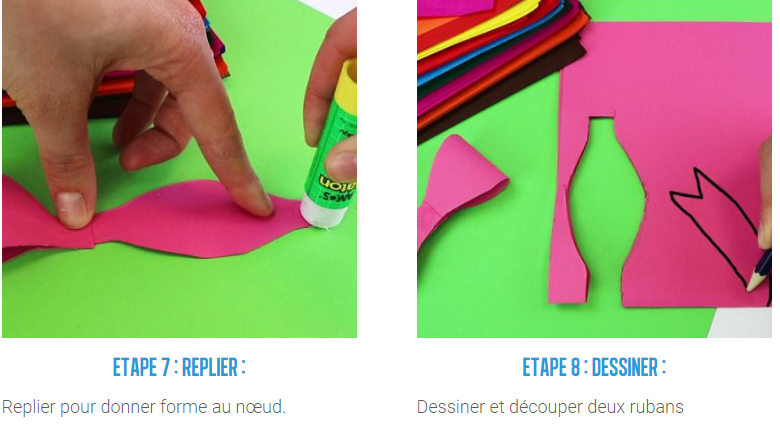 ETAPE 7 : REPLIER :
Replier pour donner forme au nœud.
ETAPE 8 : DESSINER :
Dessiner et découper deux rubans